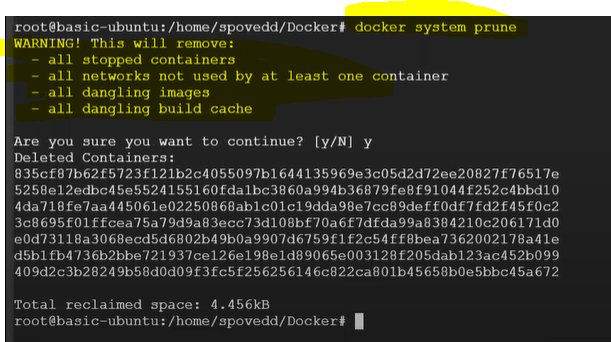 root@basic-ubuntu:/home/spovedd/Docker# docker system prune
WARNING! This will remove:
- all stopped containers
- all networks not used by at least one container
- all dangling images
- all dangling build cache
Are you sure you want to continue? [y/N] y
Deleted Containers:
835cf87b62f5723f121b2c4055097b1644135969e3c05d2d72ee20827f76517e
5258e12edbc45e5524155160fda1bc3860a994b36879fe8f91044f252c4bbd10
4da718fe7aa445061e02250868ab1c01c19dda98e7cc89deff0df7fd2f45f0c2
3c8695f01ffcea75a79d9a83ecc73d108bf70a6f7dfda99a8384210c206171d0
e0d73118a3068ecd5d6802b49b0a9907d6759f1f2c54ff8bea7362002178a41e
d5b1fb4736b2bbe721937ce126e198e1d89065e003128f205dab123ac452b099
409d2c3b28249b58d0d09f3fc5f256256146c822ca801b45658b0e5bbc45a672
Total reclaimed space: 4.456kB
root@basic-ubuntu:/home/spovedd/Docker#